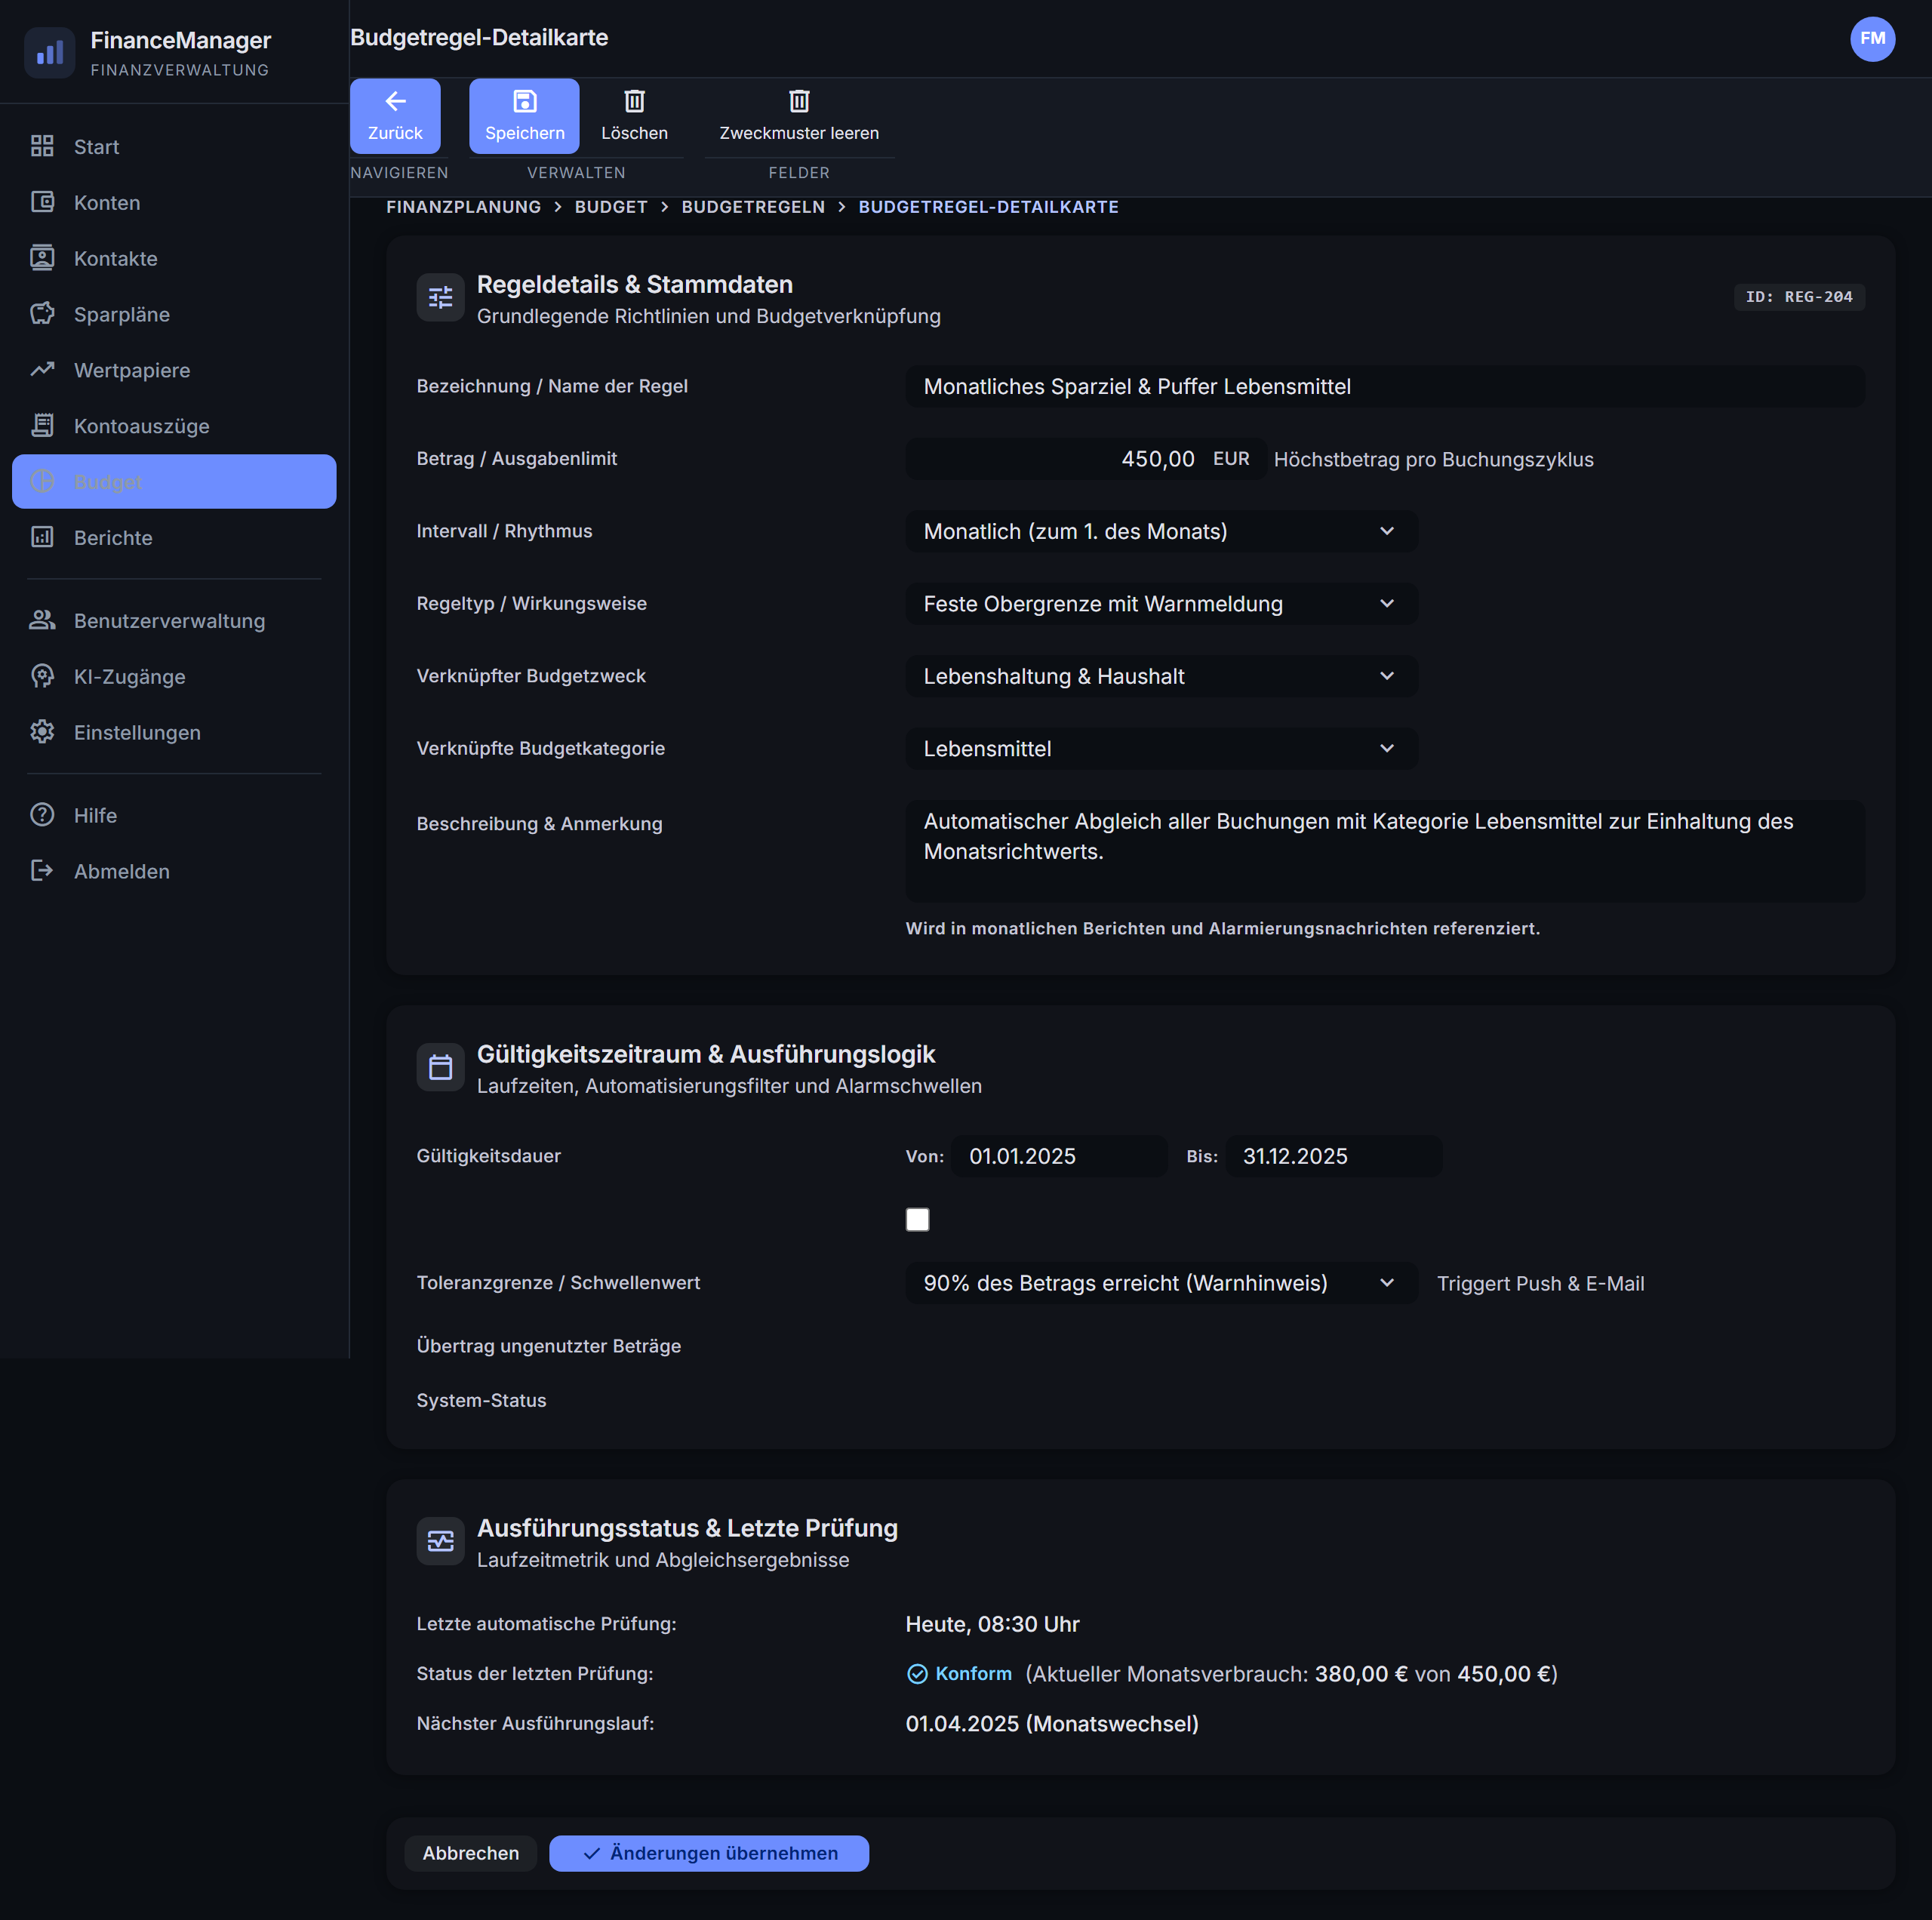 FinanceManager
FINANZVERWALTUNG
Start
Konten
Kontakte
Sparpläne
Wertpapiere
Kontoauszüge
Budget
Berichte
Benutzerverwaltung
KI-Zugänge
Einstellungen
Hilfe
Abmelden
Budgetregel-Detailkarte
FM
Zurück
Speichern
Löschen
Zweckmuster leeren
NAVIGIEREN
VERWALTEN
FELDER
FINANZPLANUNG > BUDGET > BUDGETREGELN > BUDGETREGEL-DETAILKARTE
Regeldetails & Stammdaten
Grundlegende Richtlinien und Budgetverknüpfung
ID: REG-204
Bezeichnung / Name der Regel
Monatliches Sparziel & Puffer Lebensmittel
Betrag / Ausgabenlimit
450,00 EUR Höchstbetrag pro Buchungszyklus
Intervall / Rhythmus
Monatlich (zum 1. des Monats)
Regeltyp / Wirkungsweise
Feste Obergrenze mit Warnmeldung
Verknüpfter Budgetzweck
Lebenshaltung & Haushalt
Verknüpfte Budgetkategorie
Lebensmittel
Beschreibung & Anmerkung
Automatischer Abgleich aller Buchungen mit Kategorie Lebensmittel zur Einhaltung des
Monatsrichtwerts.
Wird in monatlichen Berichten und Alarmierungsnachrichten referenziert.
Gültigkeitszeitraum & Ausführungslogik
Laufzeiten, Automatisierungsfilter und Alarmschwellen
Gültigkeitsdauer
Von: 01.01.2025 Bis: 31.12.2025
Toleranzgrenze / Schwellenwert
90% des Betrags erreicht (Warnhinweis) Triggert Push & E-Mail
Übertrag ungenutzter Beträge
System-Status
Ausführungsstatus & Letzte Prüfung
Laufzeitmetrik und Abgleichsergebnisse
Letzte automatische Prüfung:
Heute, 08:30 Uhr
Status der letzten Prüfung:
Konform (Aktueller Monatsverbrauch: 380,00 € von 450,00 €)
Nächster Ausführungslauf:
01.04.2025 (Monatswechsel)
Abbrechen
Änderungen übernehmen